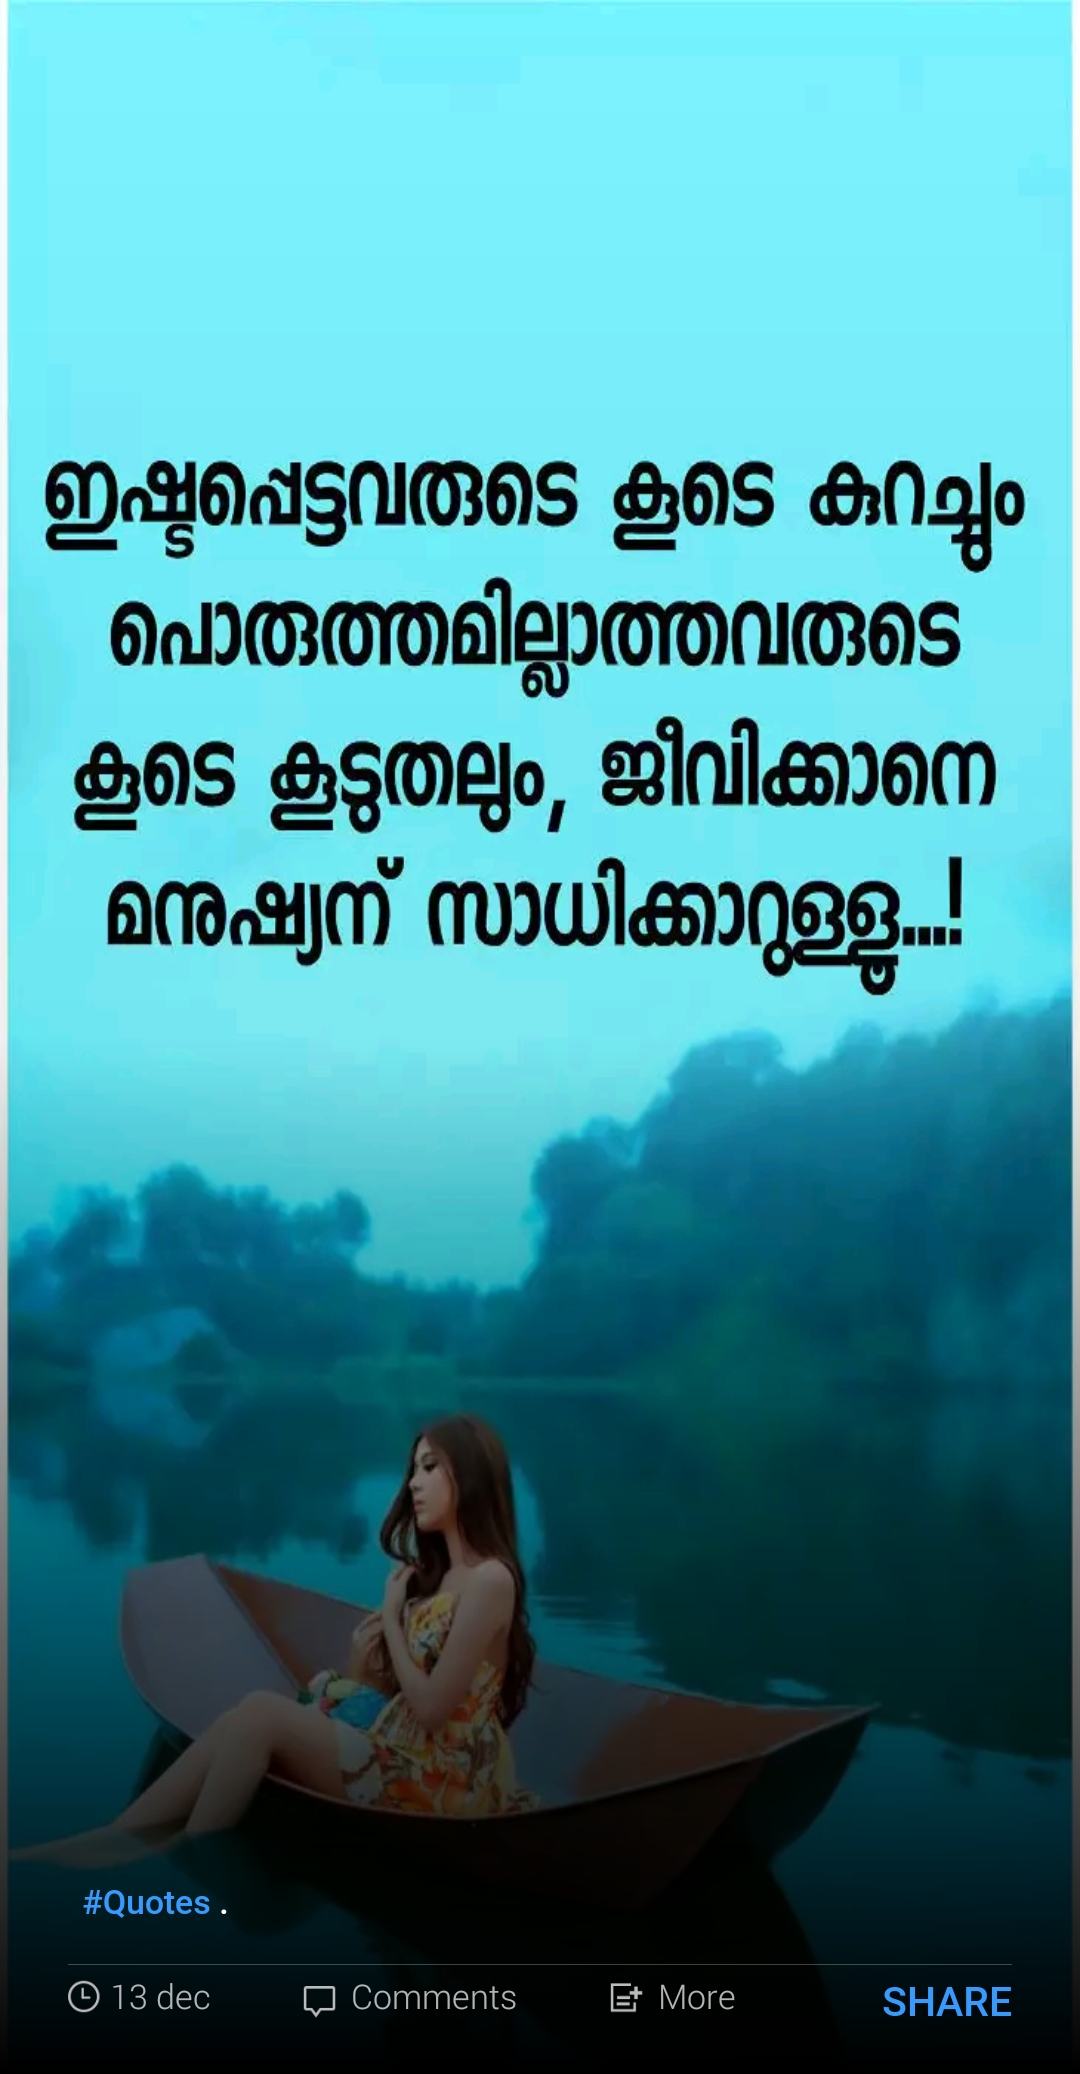 ഇഷ്ടപ്പെട്ടവരുടെ കൂടെ കുറച്ചും
പൊരുത്തമില്ലാത്തവരുടെ
കൂടെ കൂടുതലും, ജീവിക്കാനെ
മനുഷ്യന് സാധിക്കാറുള്ളൂ...!
#Quotes .
13 dec Comments More SHARE